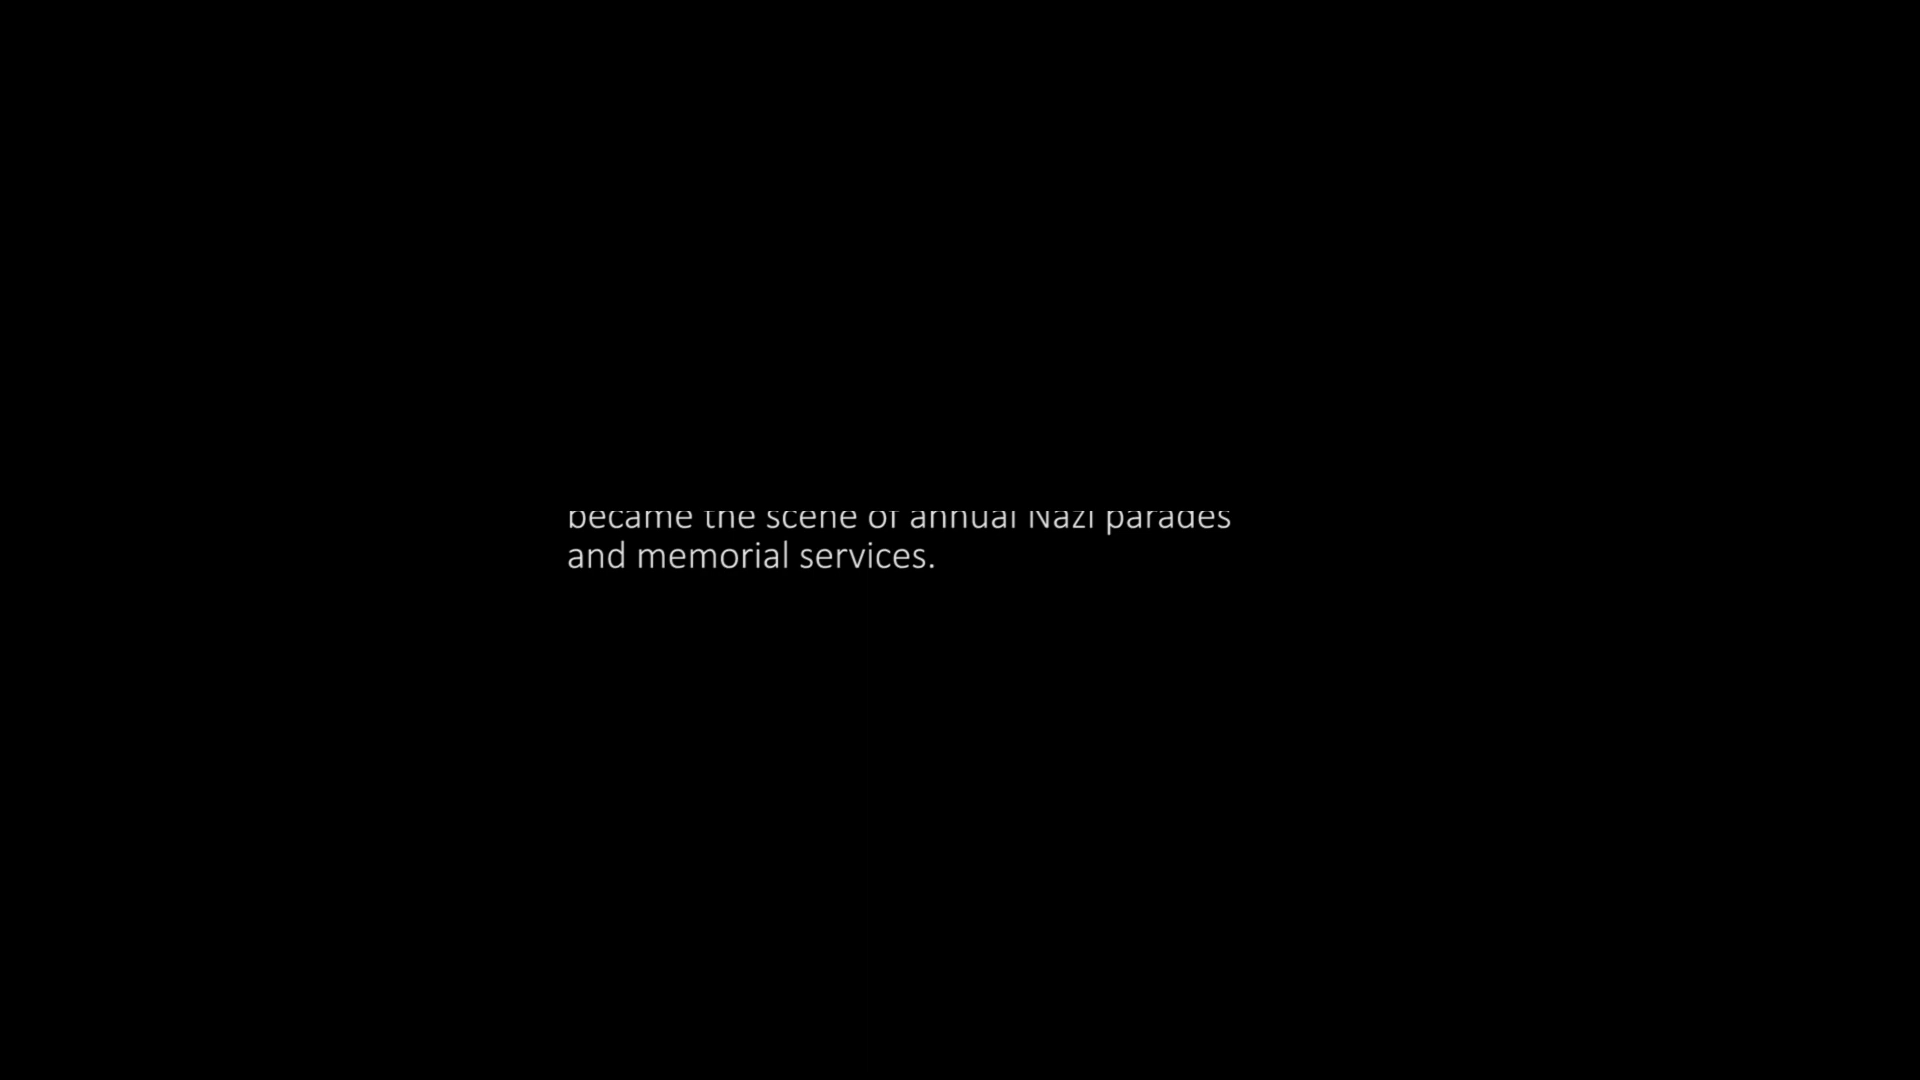 became the scene of annual Nazi parades
and memorial services.